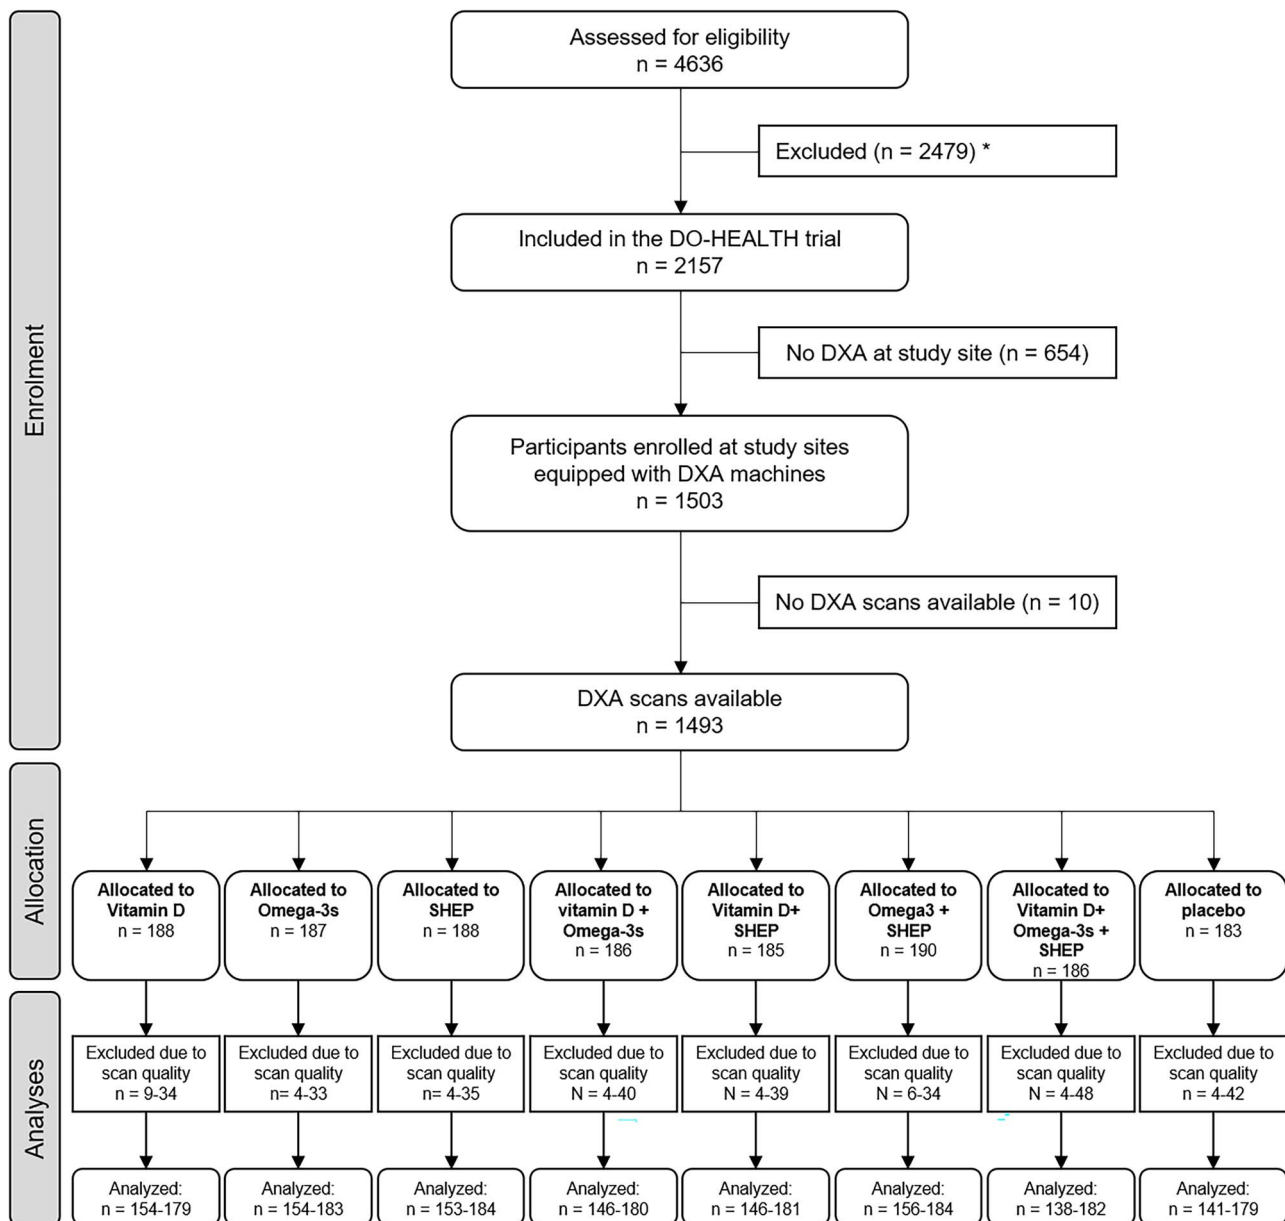 Assessed for eligibility
n = 4636
Excluded (n = 2479) *
Included in the DO-HEALTH trial
n = 2157
No DXA at study site (n = 654)
Enrolment
Participants enrolled at study sites
equipped with DXA machines
n = 1503
No DXA scans available (n = 10)
DXA scans available
n = 1493
Allocation
Allocated to
Vitamin D
n = 188
Allocated to
Omega-3s
n = 187
Allocated to
SHEP
n = 188
Allocated to
vitamin D +
Omega-3s
n = 186
Allocated to
Vitamin D+
SHEP
n = 185
Allocated to
Omega3 +
SHEP
n = 190
Allocated to
Vitamin D+
Omega-3s +
SHEP
n = 186
Allocated to
placebo
n = 183
Analyses
Excluded due to
scan quality
n = 9-34
Excluded due to
scan quality
n= 4-33
Excluded due to
scan quality
n= 4-35
Excluded due to
scan quality
N = 4-40
Excluded due to
scan quality
N = 4-39
Excluded due to
scan quality
N = 6-34
Excluded due to
scan quality
N = 4-48
Excluded due to
scan quality
n = 4-42
Analyzed:
n = 154-179
Analyzed:
n = 154-183
Analyzed:
n = 153-184
Analyzed:
n = 146-180
Analyzed:
n = 146-181
Analyzed:
n = 156-184
Analyzed:
n = 138-182
Analyzed:
n = 141-179